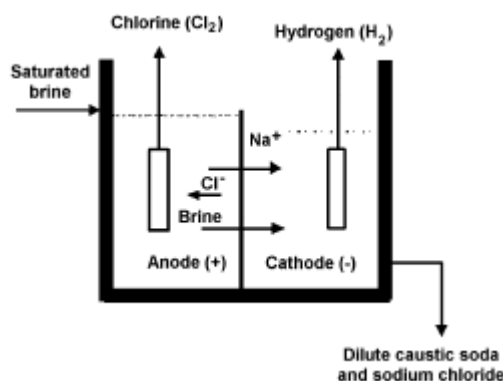 Chlorine (Cl₂)
Hydrogen (H₂)
Saturated
brine
Na⁺
Cl⁻
Brine
Anode (+)
Cathode (-)
Dilute caustic soda
and sodium chloride